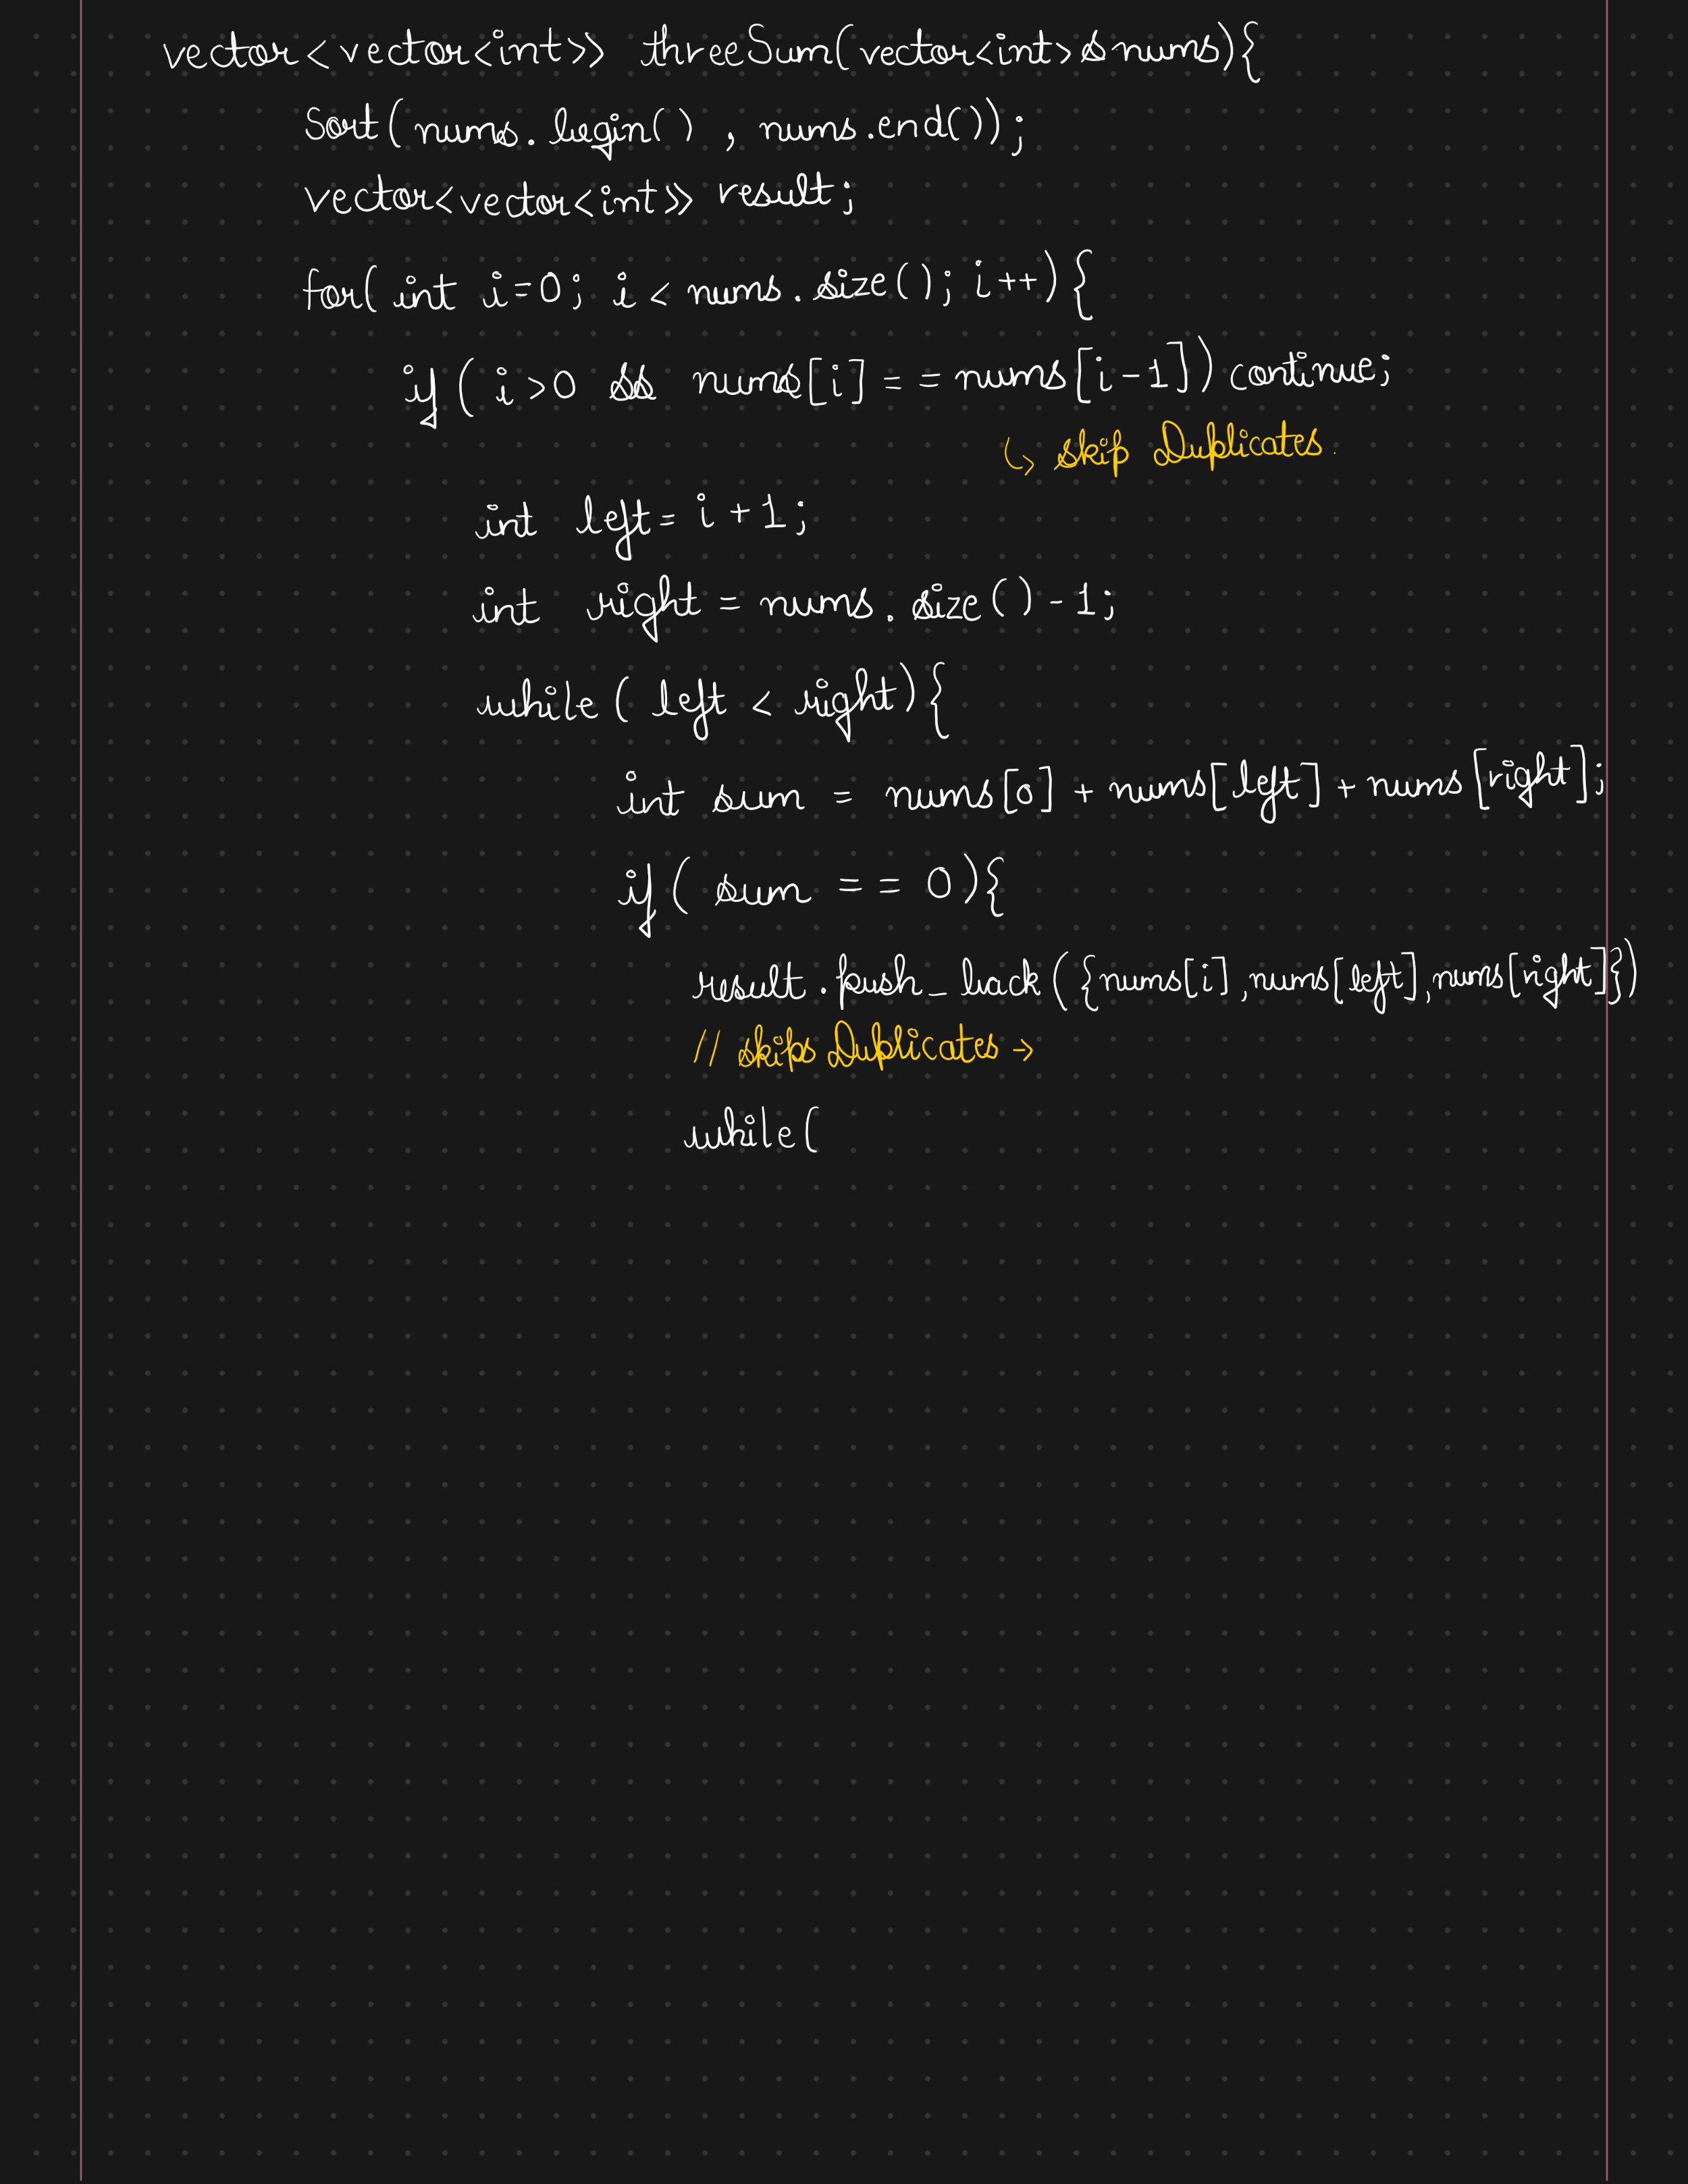 vector<vector<int>> threeSum(vector<int>&nums){
Sort(nums.begin() , nums.end());
vector<vector<int>> result;
for( int i=0; i < nums.size(); i++){
if( i>0 && nums[i] == nums[i-1]) continue;
↳ skip Duplicates.
int left= i+1;
int right = nums.size()-1;
while( left < right){
int sum = nums[0] + nums[left] + nums[right];
if( sum == 0){
result.push_back({nums[i],nums[left],nums[right]})
// skips Duplicates →
while(